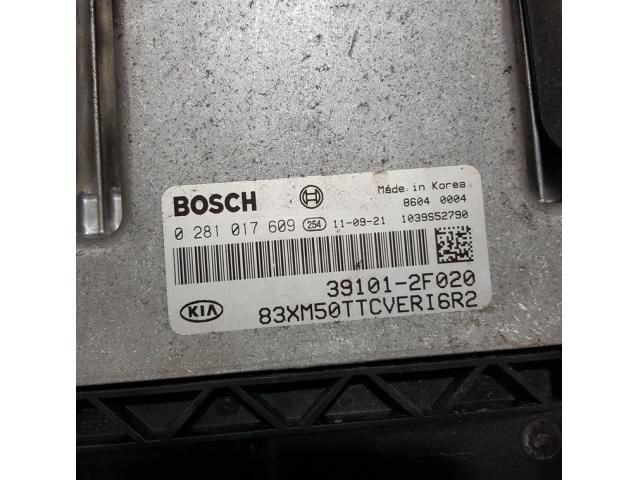 BOSCH
Made in Korea
8604 0004
0 281 017 609 254 11-09-21 1039S52790
39101-2F020
KIA
83XM50TTCVERI6R2